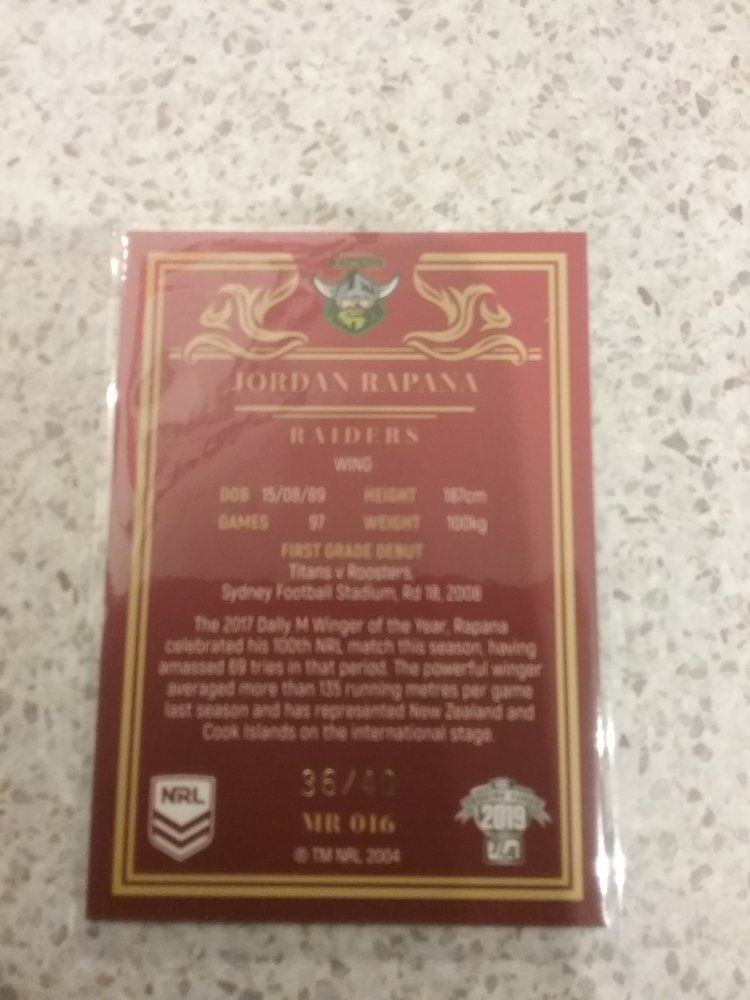 RAIDERS
JORDAN RAPANA
RAIDERS
WING
DOB 15/08/89 HEIGHT 187cm
GAMES 97 WEIGHT 100kg
FIRST GRADE DEBUT
Titans v Roosters,
Sydney Football Stadium, Rd 18, 2008
The 2017 Dally M Winger of the Year, Rapana
celebrated his 100th NRL match this season, having
amassed 69 tries in that period. The powerful winger
averaged more than 135 running metres per game
last season and has represented New Zealand and
Cook Islands on the international stage.
36/40
NRL
MR 016
2019
© TM NRL 2004